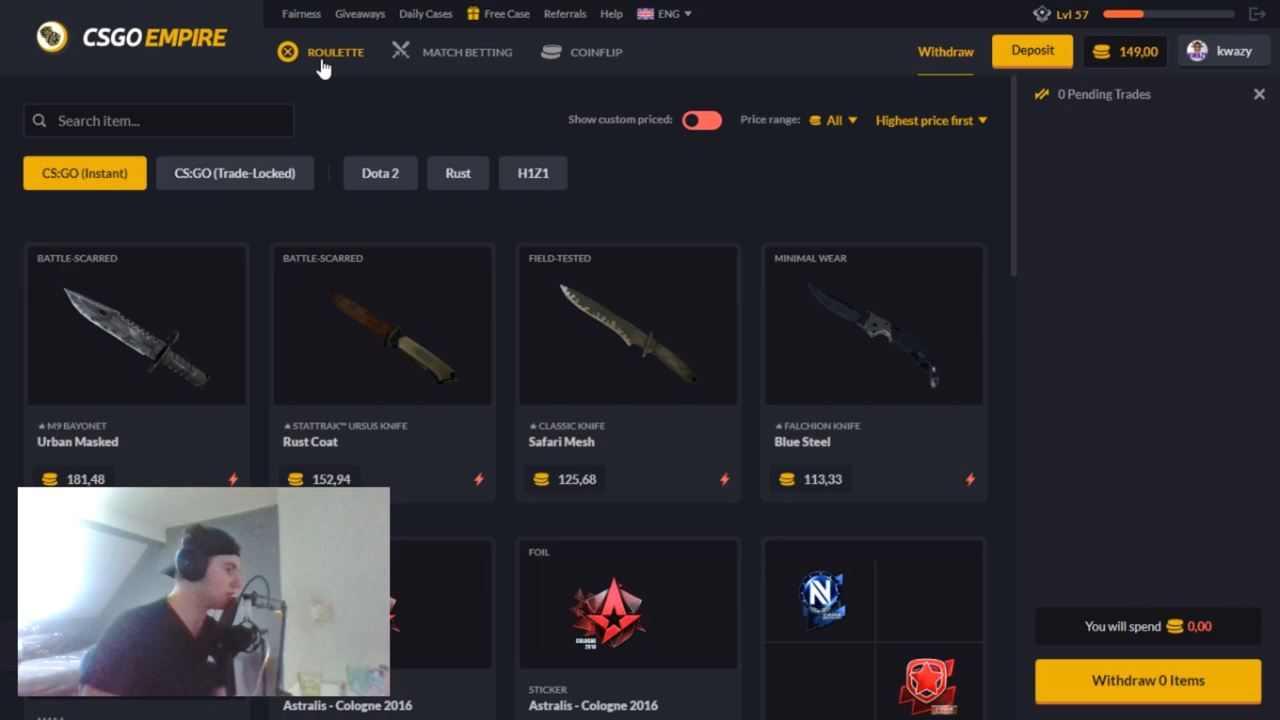 Fairness Giveaways Daily Cases Free Case Referrals Help ENG Lvl 57
CSGOEMPIRE
ROULETTE MATCH BETTING COINFLIP Withdraw Deposit 149,00 kwazy
0 Pending Trades
Search item... Show custom priced: Price range: All Highest price first
CS:GO (Instant) CS:GO (Trade-Locked) Dota 2 Rust H1Z1
BATTLE-SCARRED BATTLE-SCARRED FIELD-TESTED MINIMAL WEAR
★ M9 BAYONET ★ STATTRAK™ URSUS KNIFE ★ CLASSIC KNIFE ★ FALCHION KNIFE
Urban Masked Rust Coat Safari Mesh Blue Steel
181,48 152,94 125,68 113,33
FOIL
N
COLOGNE
2016
You will spend 0,00
Withdraw 0 Items
STICKER
Astralis - Cologne 2016 Astralis - Cologne 2016